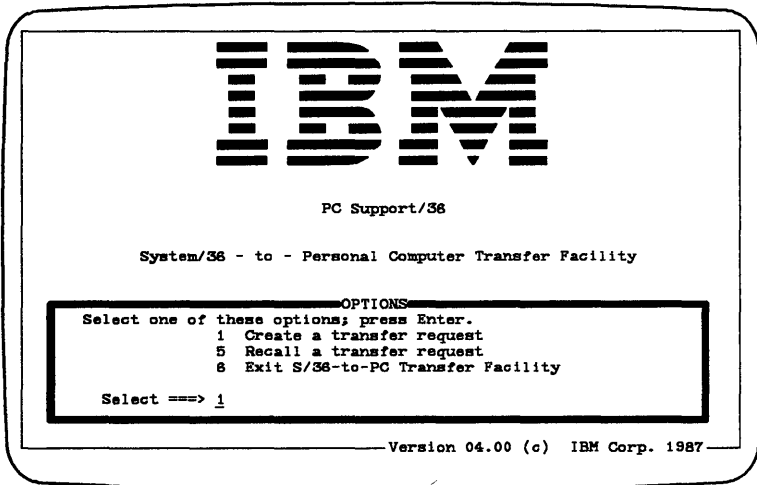 IBM
PC Support/36
System/36 - to - Personal Computer Transfer Facility
OPTIONS
Select one of these options; press Enter.
1 Create a transfer request
5 Recall a transfer request
6 Exit S/36-to-PC Transfer Facility
Select ===> 1
Version 04.00 (c) IBM Corp. 1987